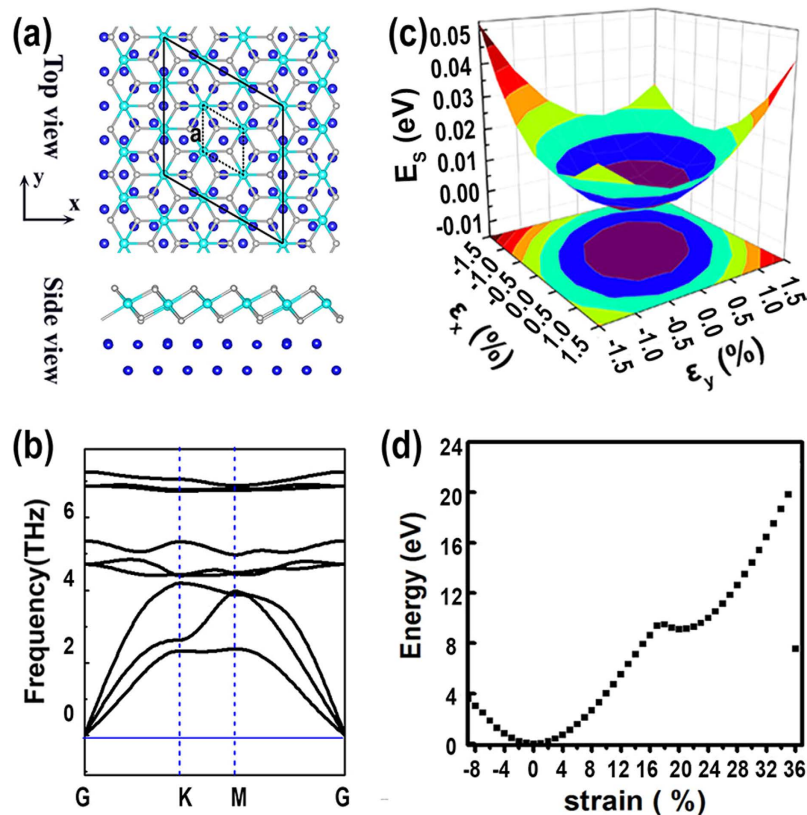 (a)
Top view
a
y
x
Side view
(c)
0.05
0.04
0.03
0.02
0.01
0.00
-0.01
E_S (eV)
-1.5
-1.0
-0.5
0.0
0.5
1.0
1.5
ε_x (%)
-1.5
-1.0
-0.5
0.0
0.5
1.0
1.5
ε_y (%)
(b)
6
4
2
0
Frequency(THz)
G K M G
(d)
24
20
16
12
8
4
0
Energy (eV)
-8 -4 0 4 8 12 16 20 24 28 32 36
strain ( %)